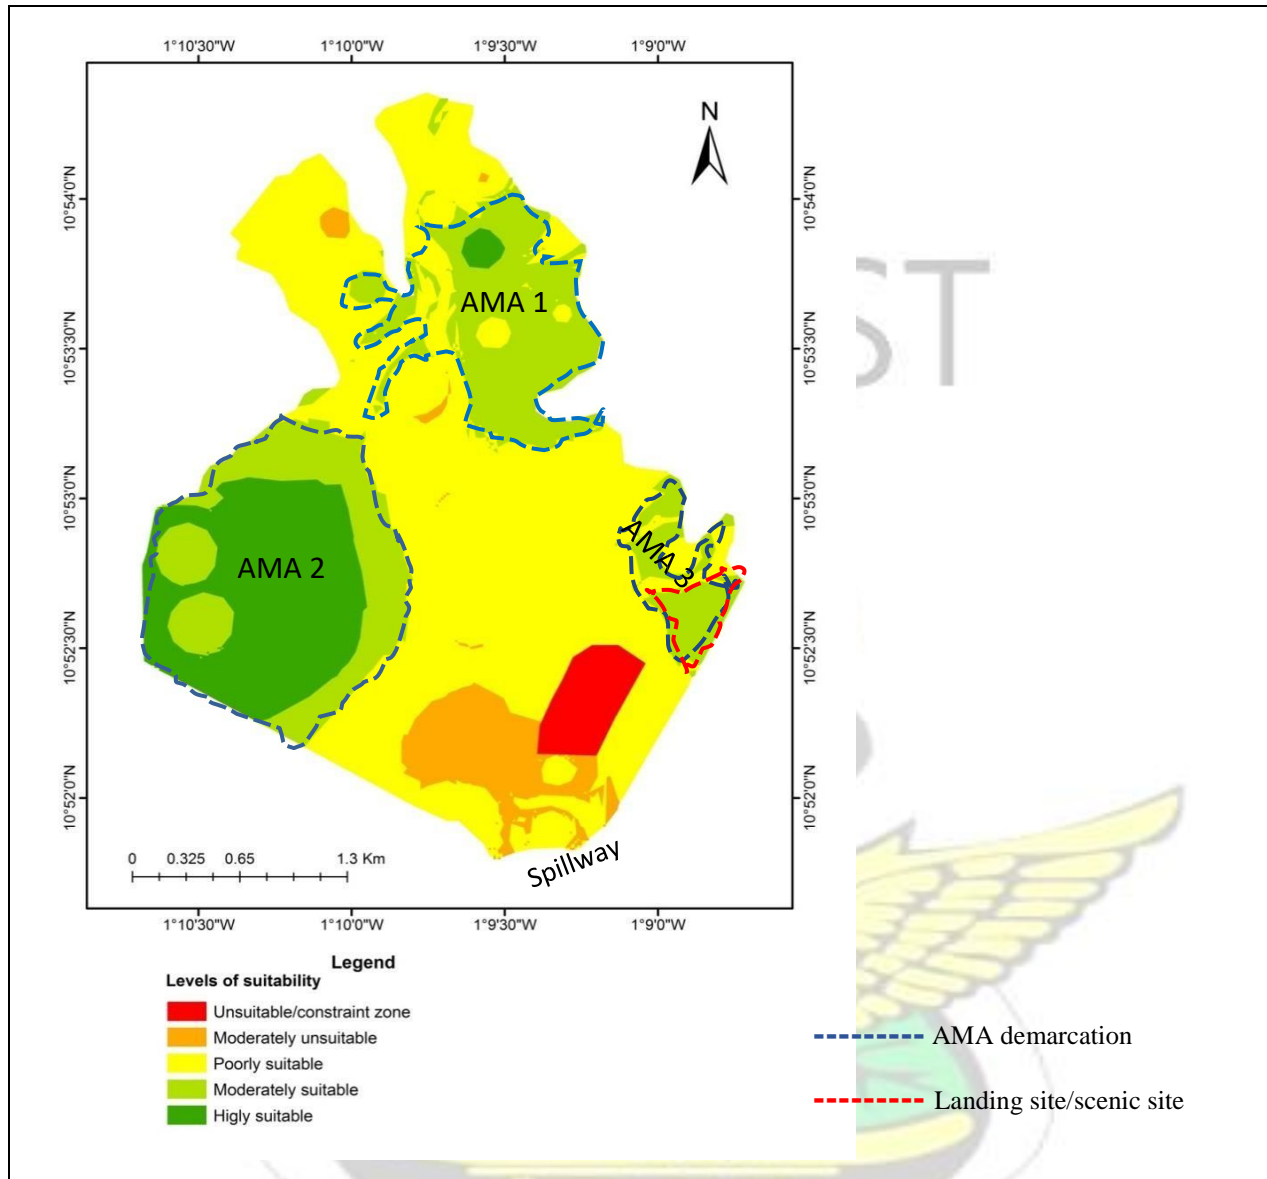 1°10'30"W 1°10'0"W 1°9'30"W 1°9'0"W
N
10°54'0"N 10°54'0"N
AMA 1
10°53'30"N 10°53'30"N
ST
10°53'0"N 10°53'0"N
AMA 2
AMA 3
10°52'30"N 10°52'30"N
10°52'0"N 10°52'0"N
Spillway
0 0.325 0.65 1.3 Km
1°10'30"W 1°10'0"W 1°9'30"W 1°9'0"W
Legend
Levels of suitability
Unsuitable/constraint zone
Moderately unsuitable
Poorly suitable
Moderately suitable
Higly suitable
AMA demarcation
Landing site/scenic site